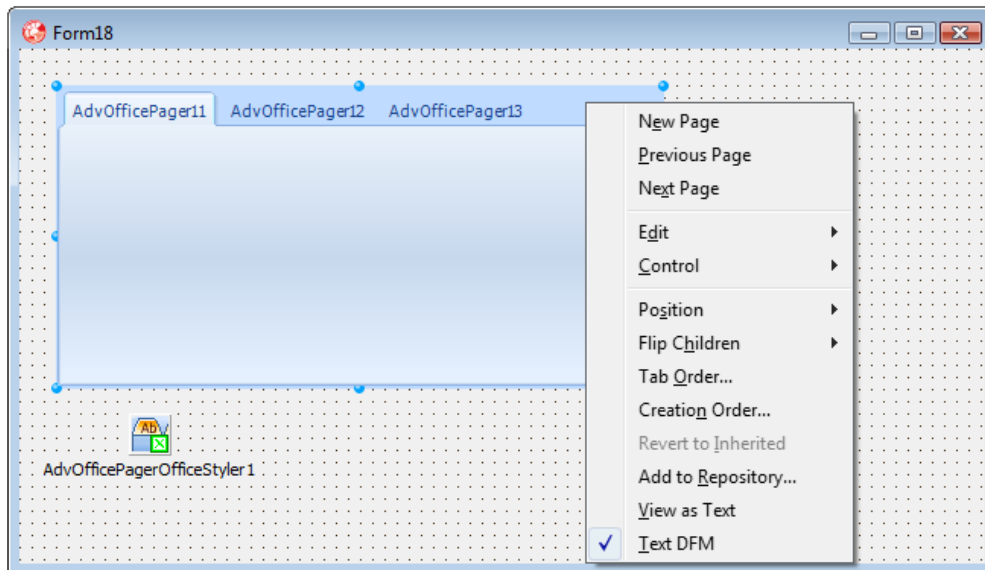 Form18
AdvOfficePager11 AdvOfficePager12 AdvOfficePager13
New Page
Previous Page
Next Page
Edit
Control
Position
Flip Children
Tab Order...
Creation Order...
Revert to Inherited
Add to Repository...
View as Text
Text DFM
Ab
AdvOfficePagerOfficeStyler1